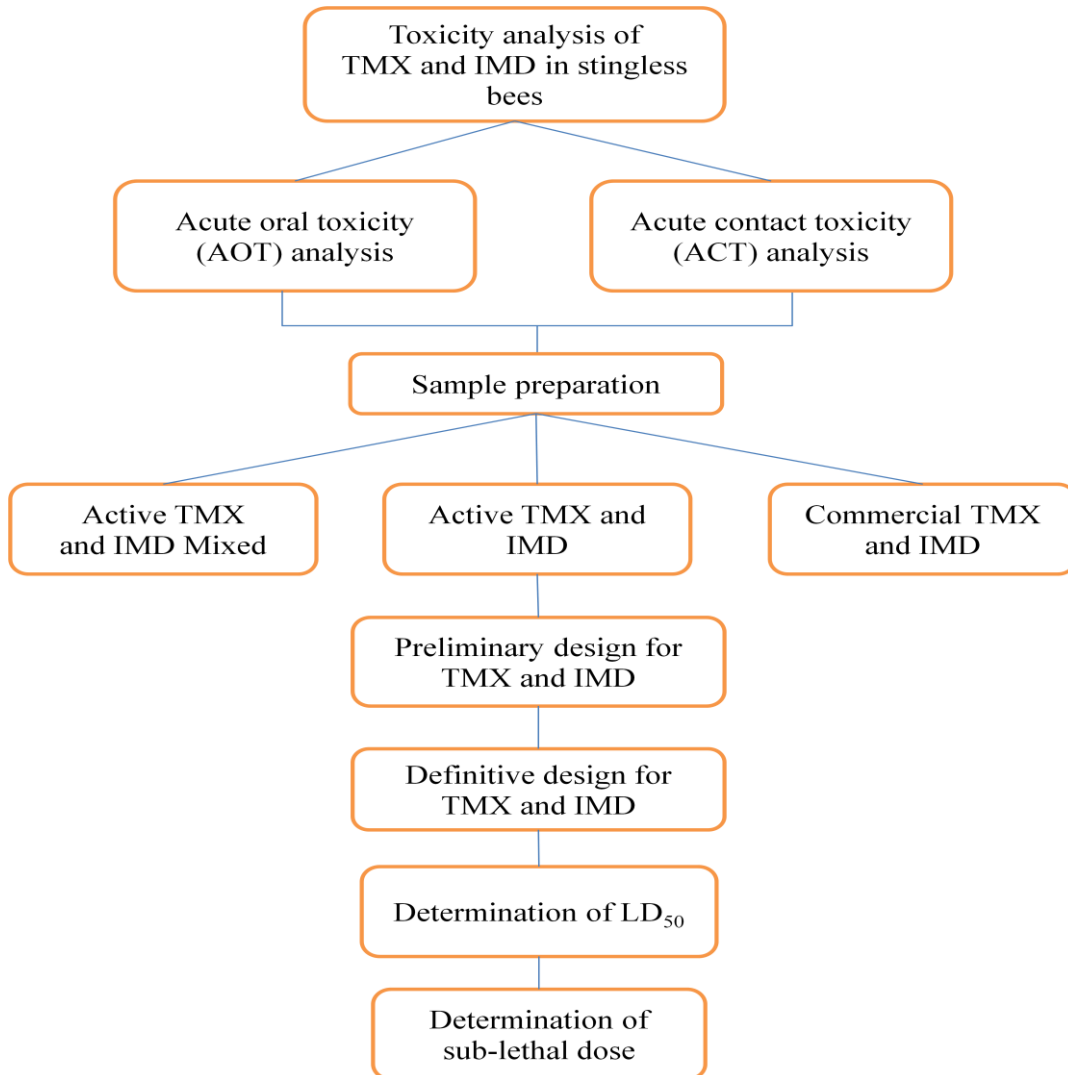 Toxicity analysis of
TMX and IMD in stingless
bees
Acute oral toxicity
(AOT) analysis
Acute contact toxicity
(ACT) analysis
Sample preparation
Active TMX
and IMD Mixed
Active TMX and
IMD
Commercial TMX
and IMD
Preliminary design for
TMX and IMD
Definitive design for
TMX and IMD
Determination of LD₅₀
Determination of
sub-lethal dose